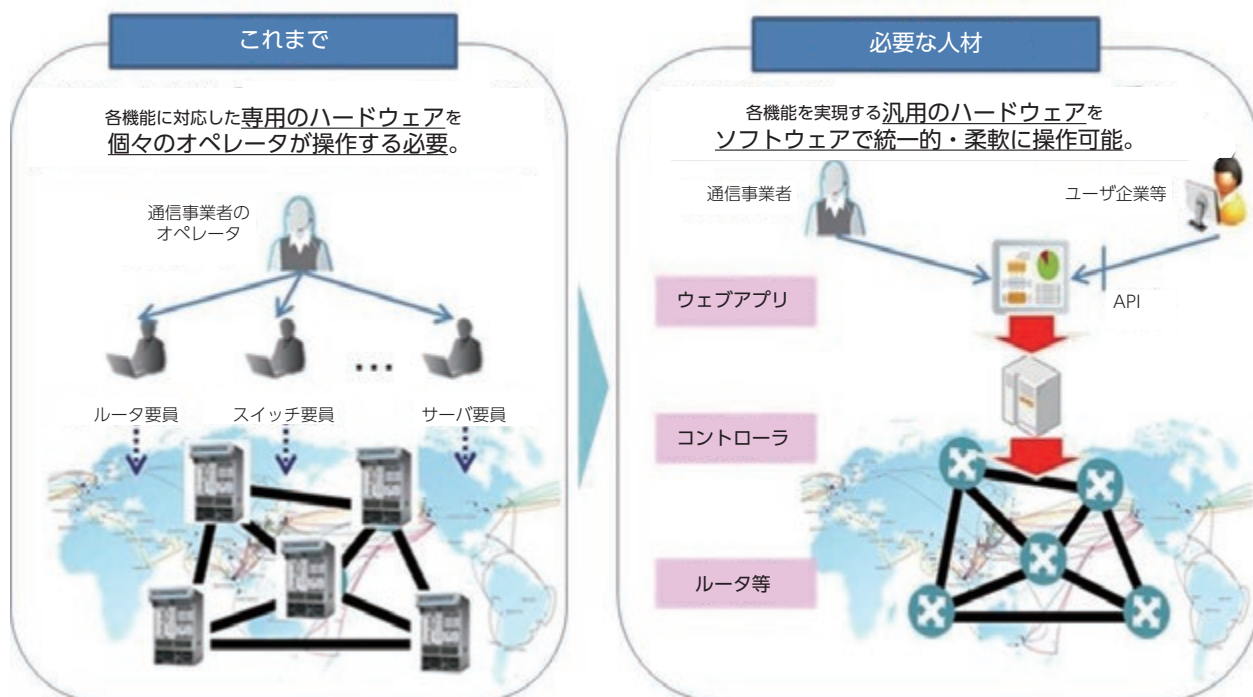 これまで
各機能に対応した専用のハードウェアを
個々のオペレータが操作する必要。
通信事業者の
オペレータ
…
ルータ要員
スイッチ要員
サーバ要員
必要な人材
各機能を実現する汎用のハードウェアを
ソフトウェアで統一的・柔軟に操作可能。
通信事業者
ユーザ企業等
ウェブアプリ
API
コントローラ
ルータ等